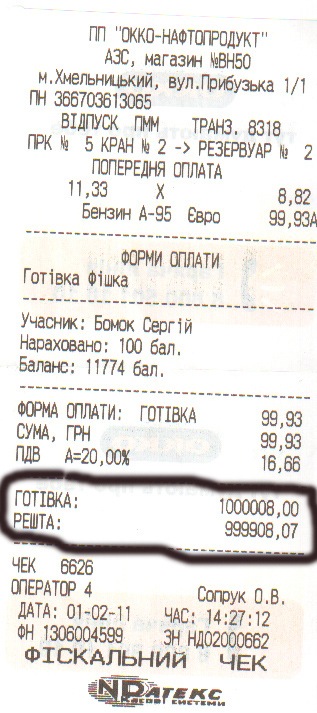 ПП "ОККО-НАФТОПРОДУКТ"
АЗС, магазин №ВН50
м.Хмельницький, вул.Прибузька 1/1
ПН 366703613065
ВІДПУСК ПММ ТРАНЗ. 8318
ПРК № 5 КРАН № 2 -> РЕЗЕРВУАР № 2
ПОПЕРЕДНЯ ОПЛАТА
11,33 X 8,82
Бензин А-95 Євро 99,93А
ФОРМИ ОПЛАТИ
Готівка Фішка
Учасник: Бомок Сергій
Нараховано: 100 бал.
Баланс: 11774 бал.
ФОРМА ОПЛАТИ: ГОТІВКА 99,93
СУМА, ГРН 99,93
ПДВ А=20,00% 16,66
ГОТІВКА: 1000008,00
РЕШТА: 999908,07
ЧЕК 6626
ОПЕРАТОР 4 Сопрук О.В.
ДАТА: 01-02-11 ЧАС: 14:27:12
ФН 1306004599 ЗН НД02000662
ФІСКАЛЬНИЙ ЧЕК